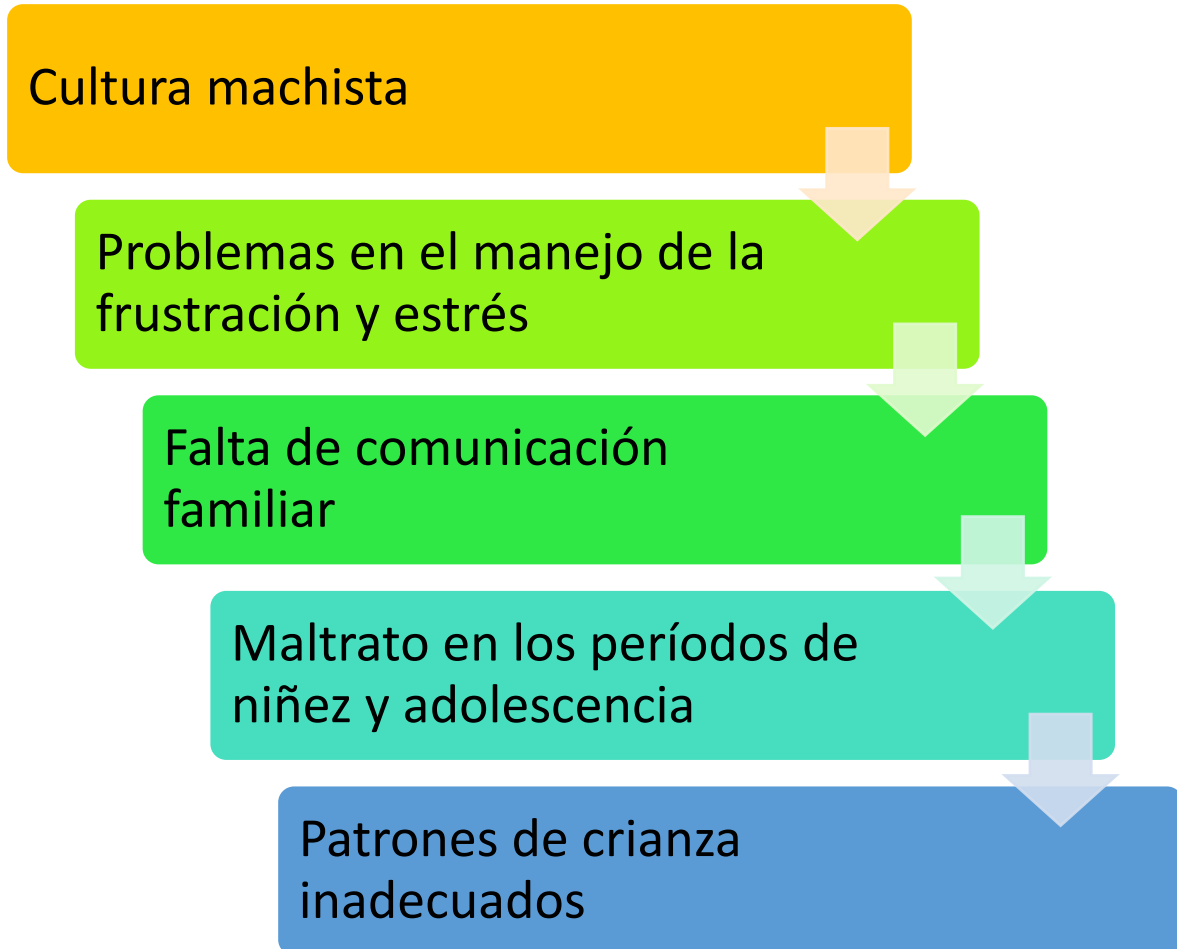 Cultura machista
Problemas en el manejo de la
frustración y estrés
Falta de comunicación
familiar
Maltrato en los períodos de
niñez y adolescencia
Patrones de crianza
inadecuados